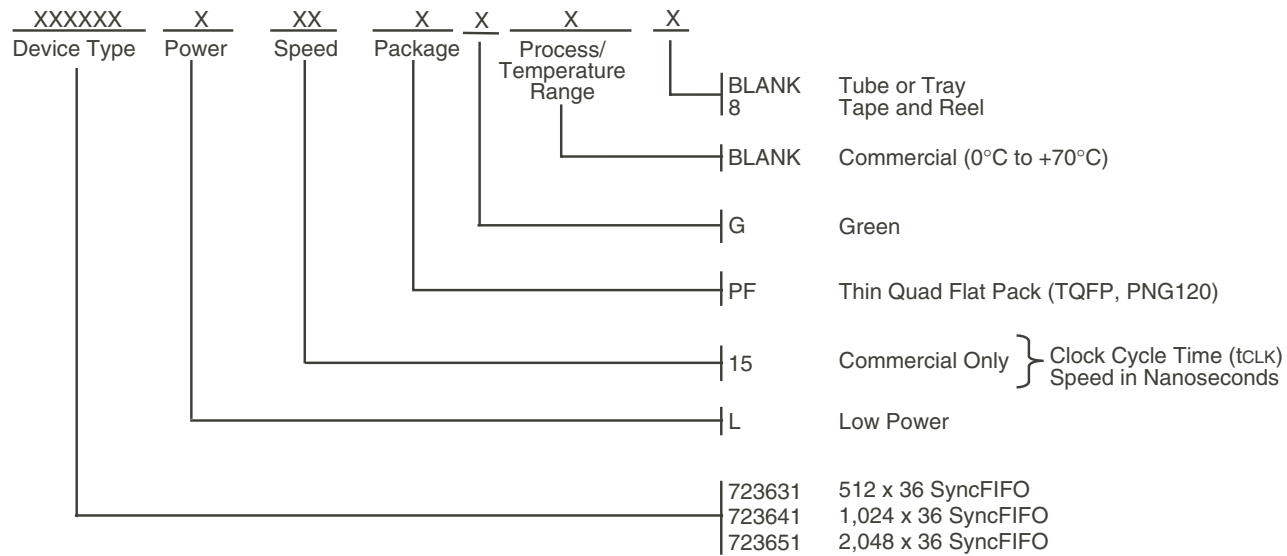 XXXXXX X XX X X X X
Device Type Power Speed Package Process/
Temperature
Range
BLANK Tube or Tray
8 Tape and Reel
BLANK Commercial (0°C to +70°C)
G Green
PF Thin Quad Flat Pack (TQFP, PNG120)
15 Commercial Only } Clock Cycle Time (tCLK)
Speed in Nanoseconds
L Low Power
723631 512 x 36 SyncFIFO
723641 1,024 x 36 SyncFIFO
723651 2,048 x 36 SyncFIFO